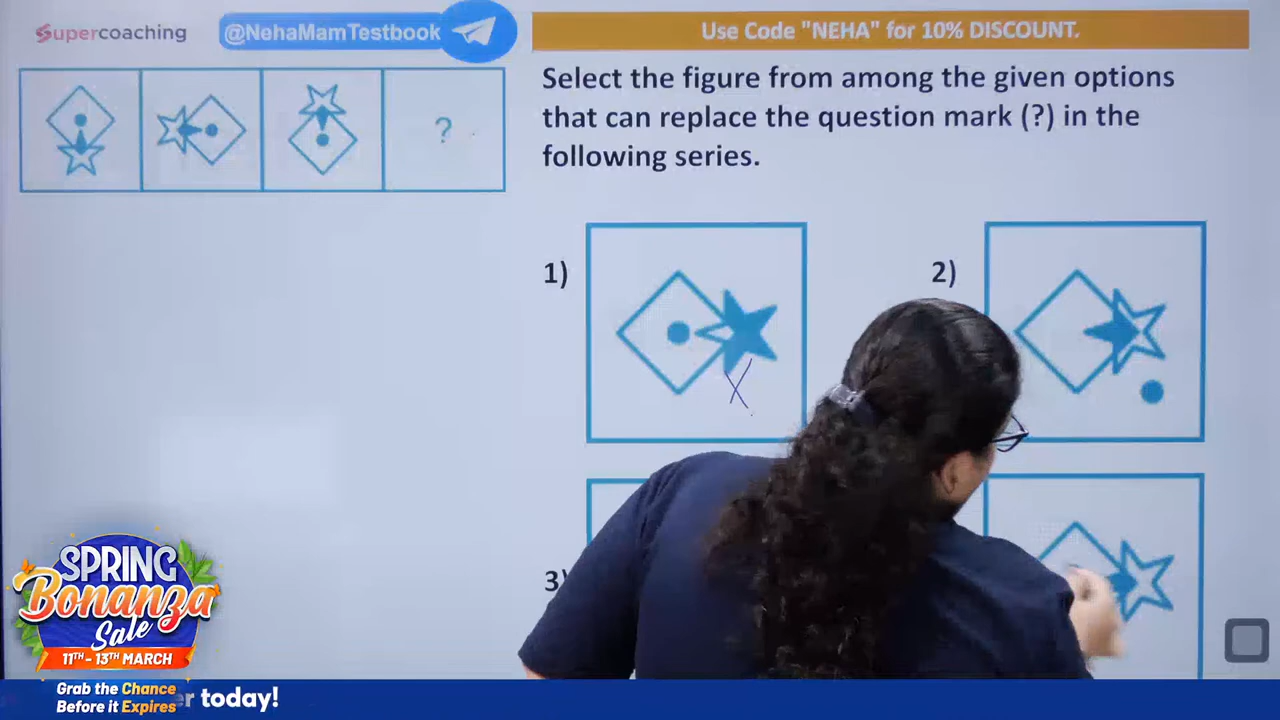 Supercoaching
@NehaMamTestbook
Use Code "NEHA" for 10% DISCOUNT.
Select the figure from among the given options
that can replace the question mark (?) in the
following series.
?
1)
2)
3)
SPRING
Bonanza
Sale
11TH - 13TH MARCH
Grab the Chance
Before it Expires
today!